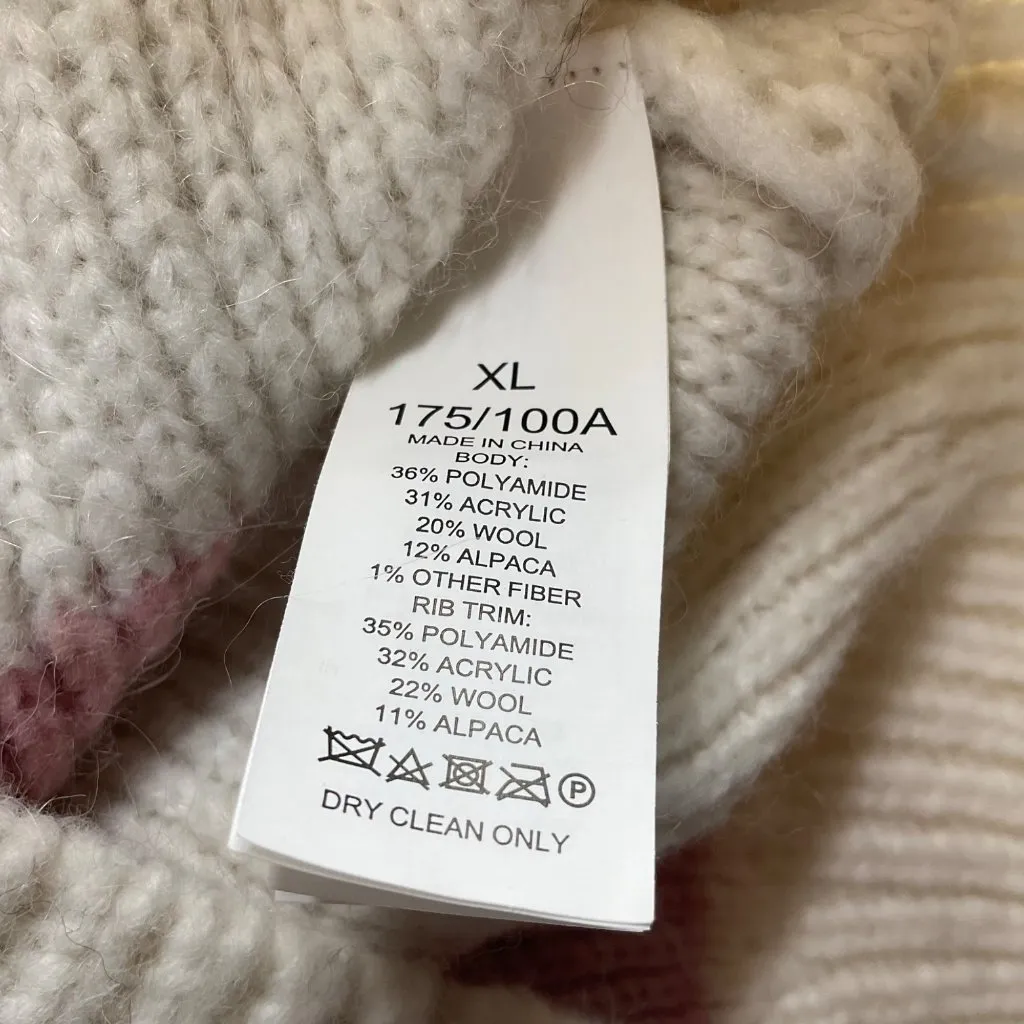 XL
175/100A
MADE IN CHINA
BODY:
36% POLYAMIDE
31% ACRYLIC
20% WOOL
12% ALPACA
1% OTHER FIBER
RIB TRIM:
35% POLYAMIDE
32% ACRYLIC
22% WOOL
11% ALPACA
P
DRY CLEAN ONLY